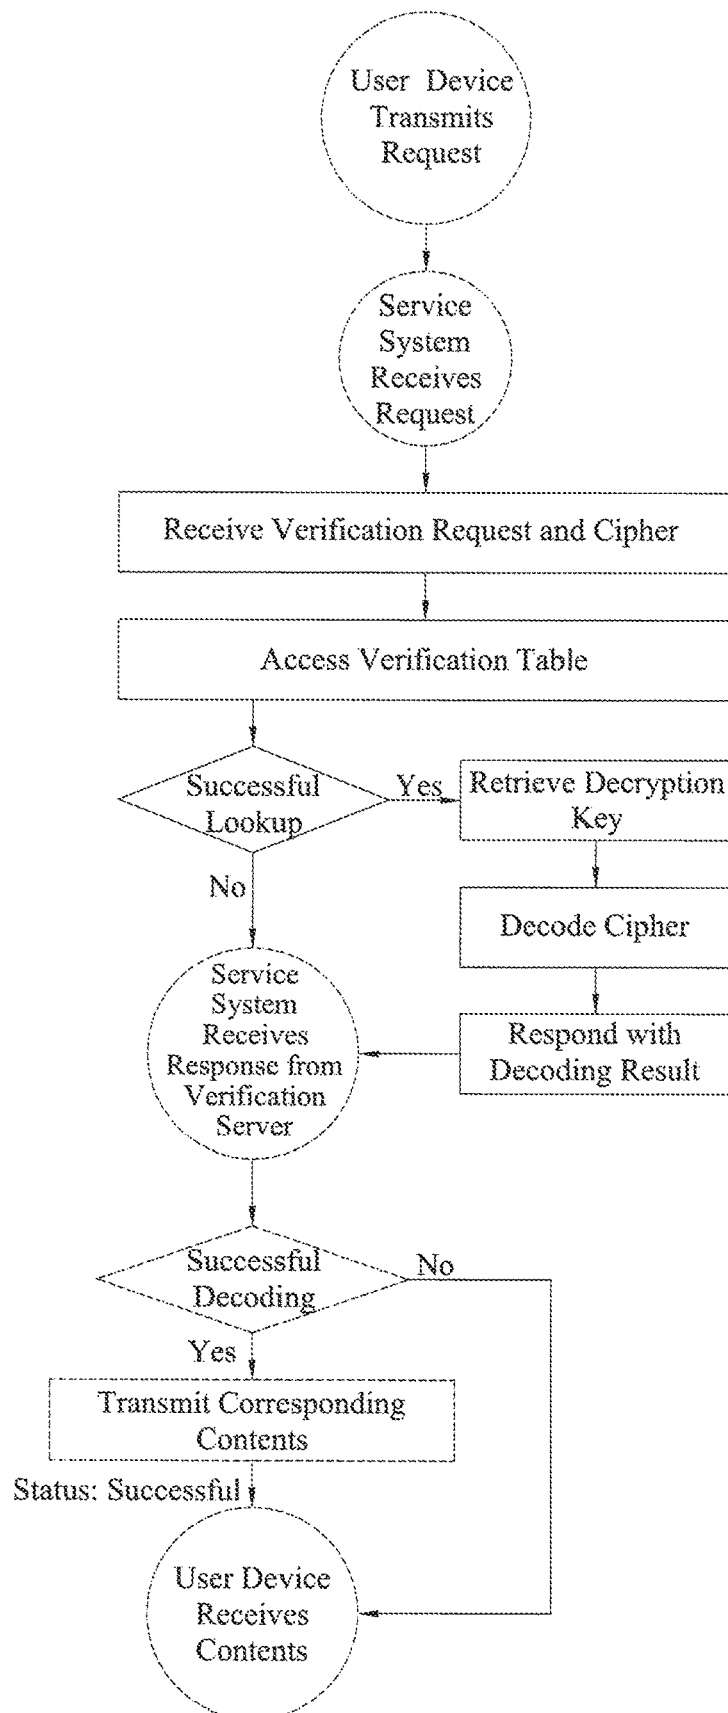 User Device
Transmits
Request
Service
System
Receives
Request
Receive Verification Request and Cipher
Access Verification Table
Successful
Lookup
Yes
Retrieve Decryption
Key
No
Decode Cipher
Service
System
Receives
Response from
Verification
Server
Respond with
Decoding Result
Successful
Decoding
No
Yes
Transmit Corresponding
Contents
Status: Successful
User Device
Receives
Contents